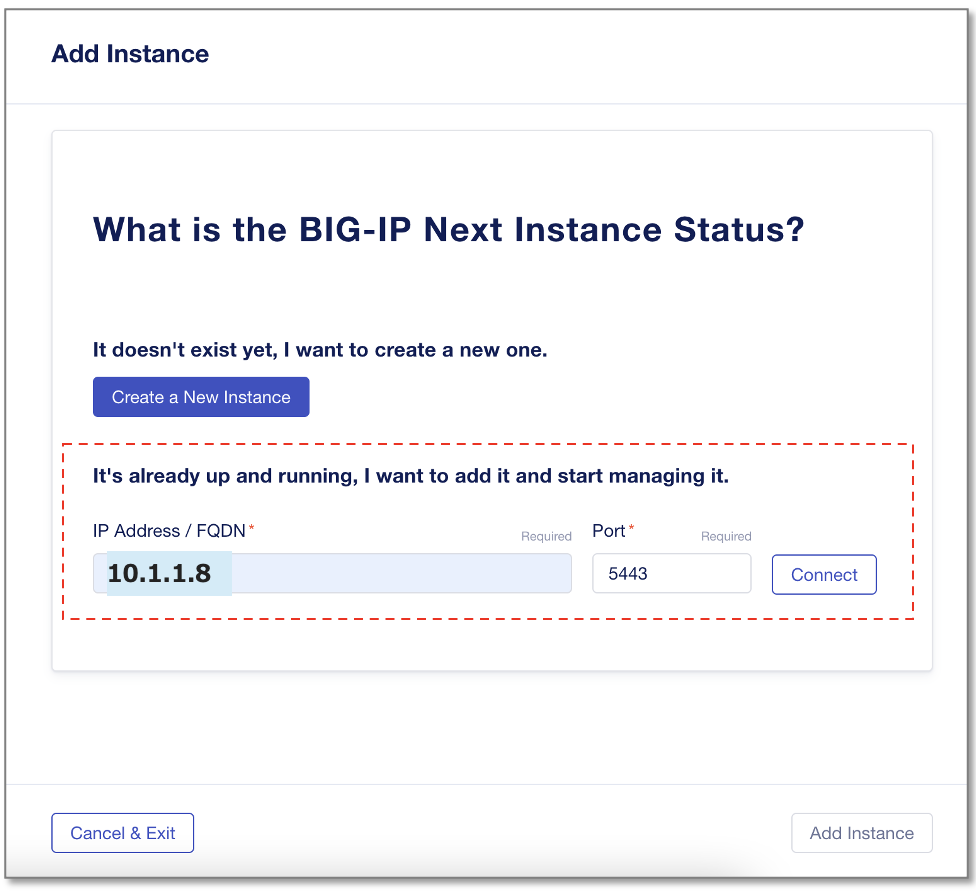 Add Instance
What is the BIG-IP Next Instance Status?
It doesn't exist yet, I want to create a new one.
Create a New Instance
It's already up and running, I want to add it and start managing it.
IP Address / FQDN* Required Port* Required
10.1.1.8 5443 Connect
Cancel & Exit Add Instance